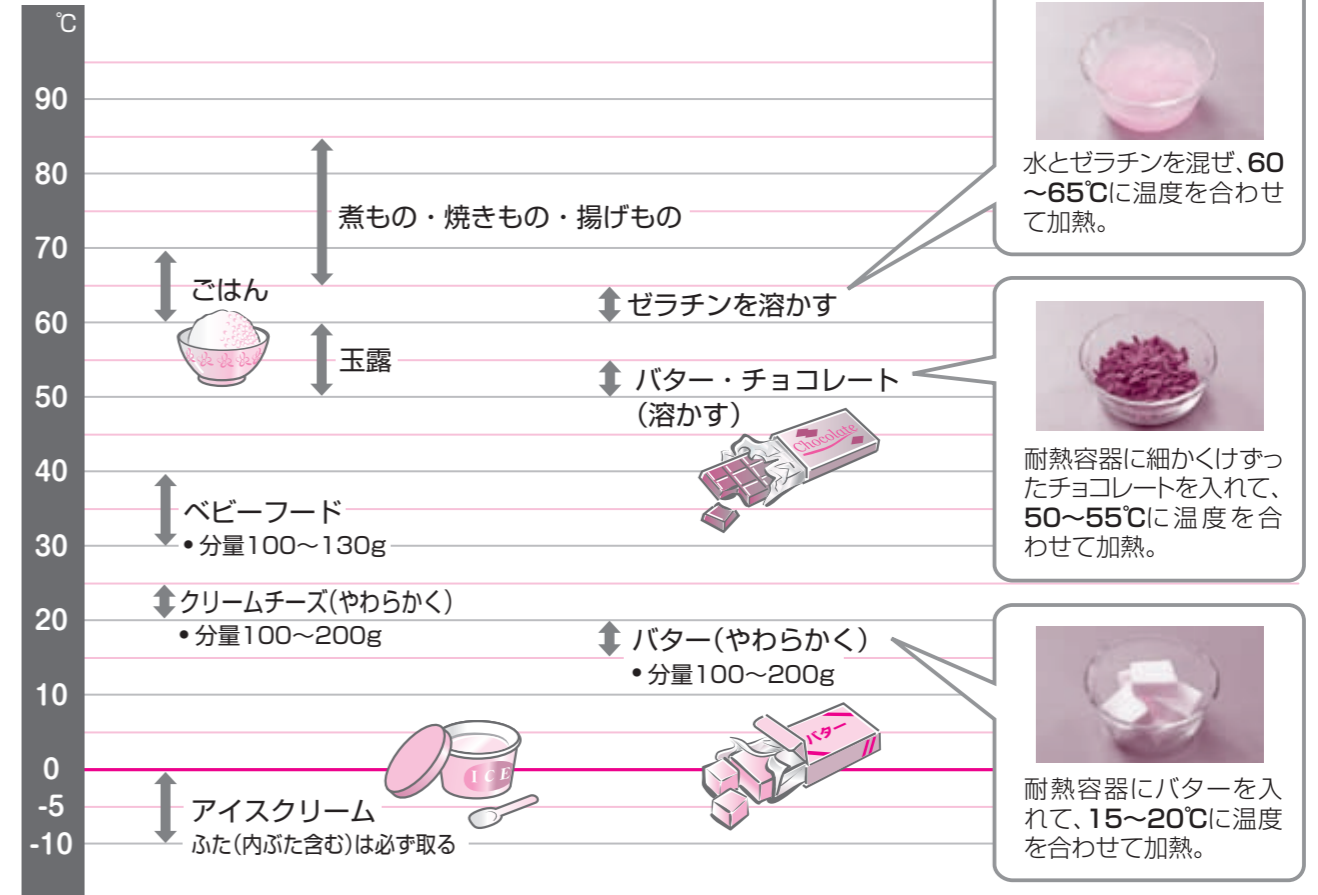 ℃
90
80
70
60
50
40
30
20
10
0
-5
-10
煮もの・焼きもの・揚げもの
ごはん
玉露
ベビーフード
•分量100〜130g
クリームチーズ(やわらかく)
•分量100〜200g
アイスクリーム
ふた(内ぶた含む)は必ず取る
ICE
ゼラチンを溶かす
バター・チョコレート
(溶かす)
Chocolate
バター(やわらかく)
•分量100〜200g
バター
水とゼラチンを混ぜ、60
〜65℃に温度を合わせ
て加熱。
耐熱容器に細かくけずっ
たチョコレートを入れて、
50〜55℃に温度を合
わせて加熱。
耐熱容器にバターを入
れて、15〜20℃に温度
を合わせて加熱。